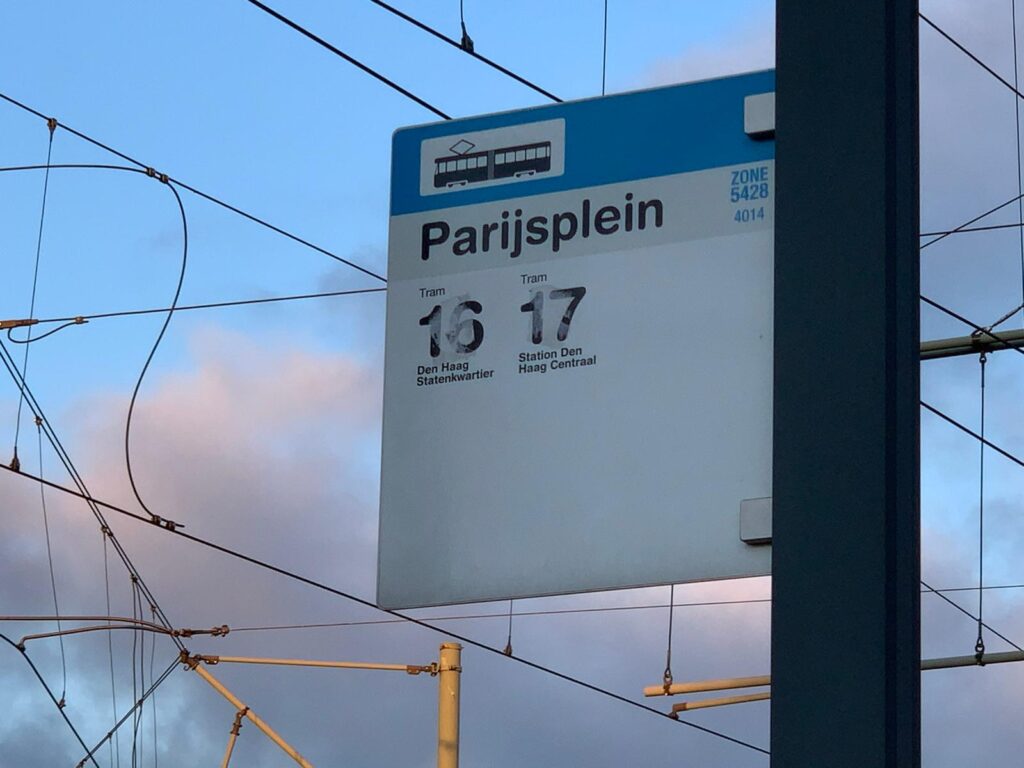 ZONE
5428
4014
Parijsplein
Tram
16
Den Haag
Statenkwartier
Tram
17
Station Den
Haag Centraal